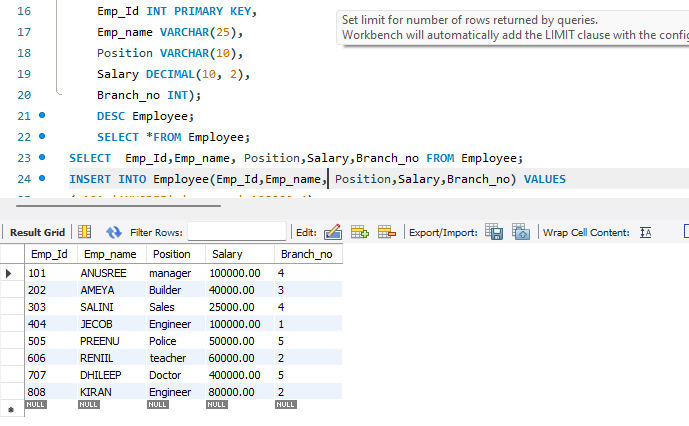 16 Emp_Id INT PRIMARY KEY,
Set limit for number of rows returned by queries.
17 Emp_name VARCHAR(25),
Workbench will automatically add the LIMIT clause with the config
18 Position VARCHAR(10),
19 Salary DECIMAL(10, 2),
20 Branch_no INT);
21 DESC Employee;
22 SELECT *FROM Employee;
23 SELECT Emp_Id,Emp_name, Position,Salary,Branch_no FROM Employee;
24 INSERT INTO Employee(Emp_Id,Emp_name, Position,Salary,Branch_no) VALUES
Result Grid Filter Rows: Edit: Export/Import: Wrap Cell Content: IA
Emp_Id Emp_name Position Salary Branch_no
101 ANUSREE manager 100000.00 4
202 AMEYA Builder 40000.00 3
303 SALINI Sales 25000.00 4
404 JECOB Engineer 100000.00 1
505 PREENU Police 50000.00 5
606 RENIIL teacher 60000.00 2
707 DHILEEP Doctor 400000.00 5
808 KIRAN Engineer 80000.00 2
NULL NULL NULL NULL NULL